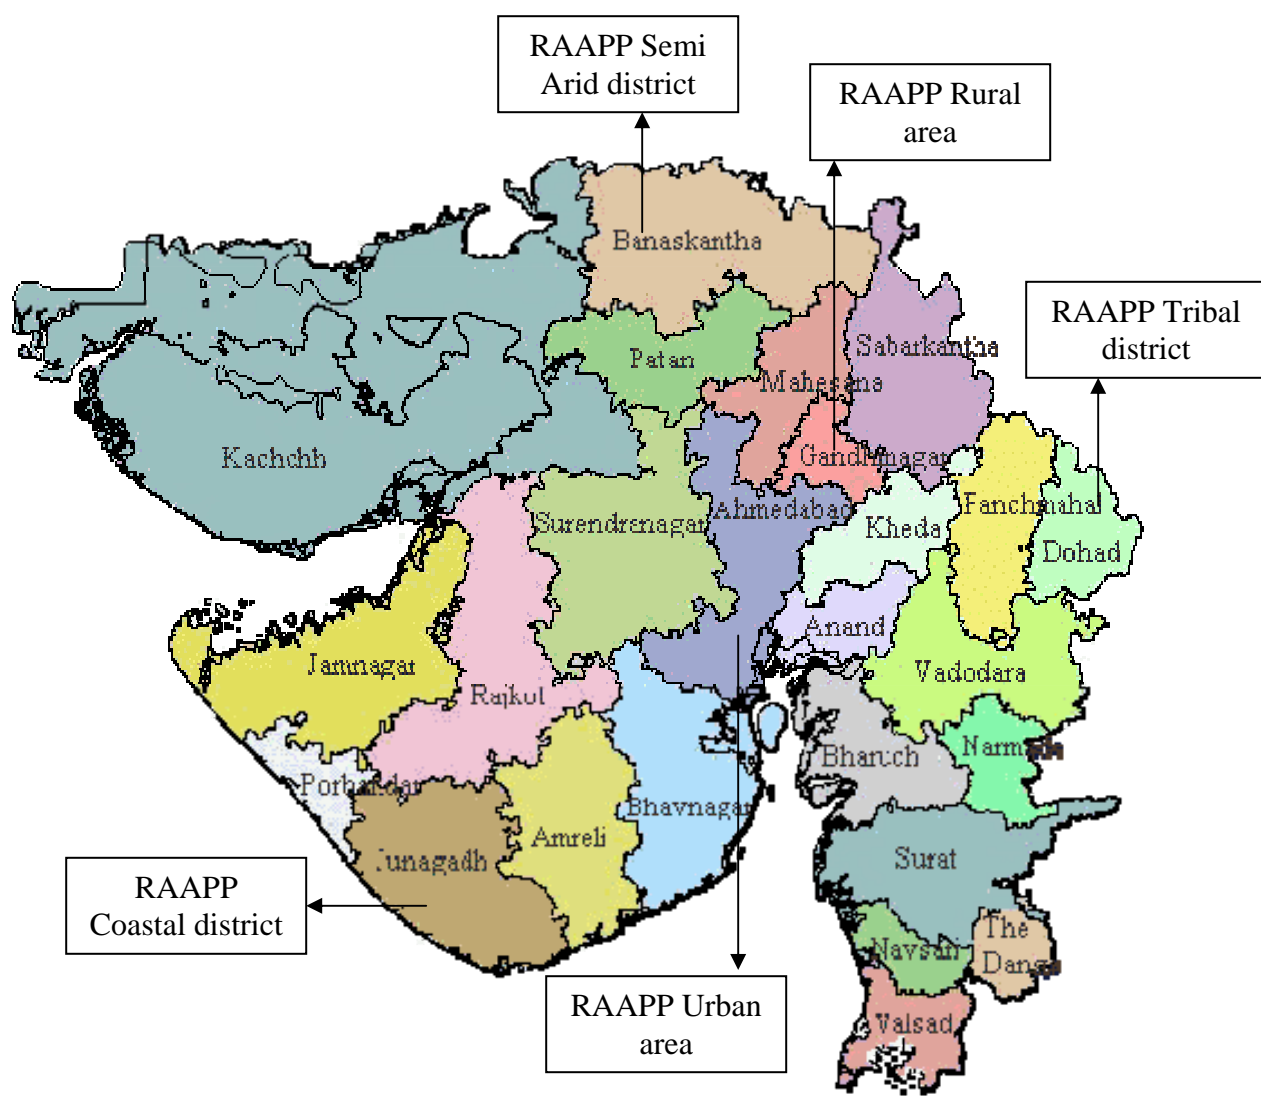 RAAPP Semi
Arid district
RAAPP Rural
area
Banaskantha
RAAPP Tribal
district
Patan
Sabarkantha
Mahesana
Kachchh
Gandhinagar
Surendranagar
Ahmedabad
Kheda
Panchmahal
Dohad
Jamnagar
Rajkot
Anand
Vadodara
Porbandar
Bharuch
Narmada
Bhavnagar
Amreli
Junagadh
Surat
RAAPP
Coastal district
Navsari
The
Dangs
RAAPP Urban
area
Valsad